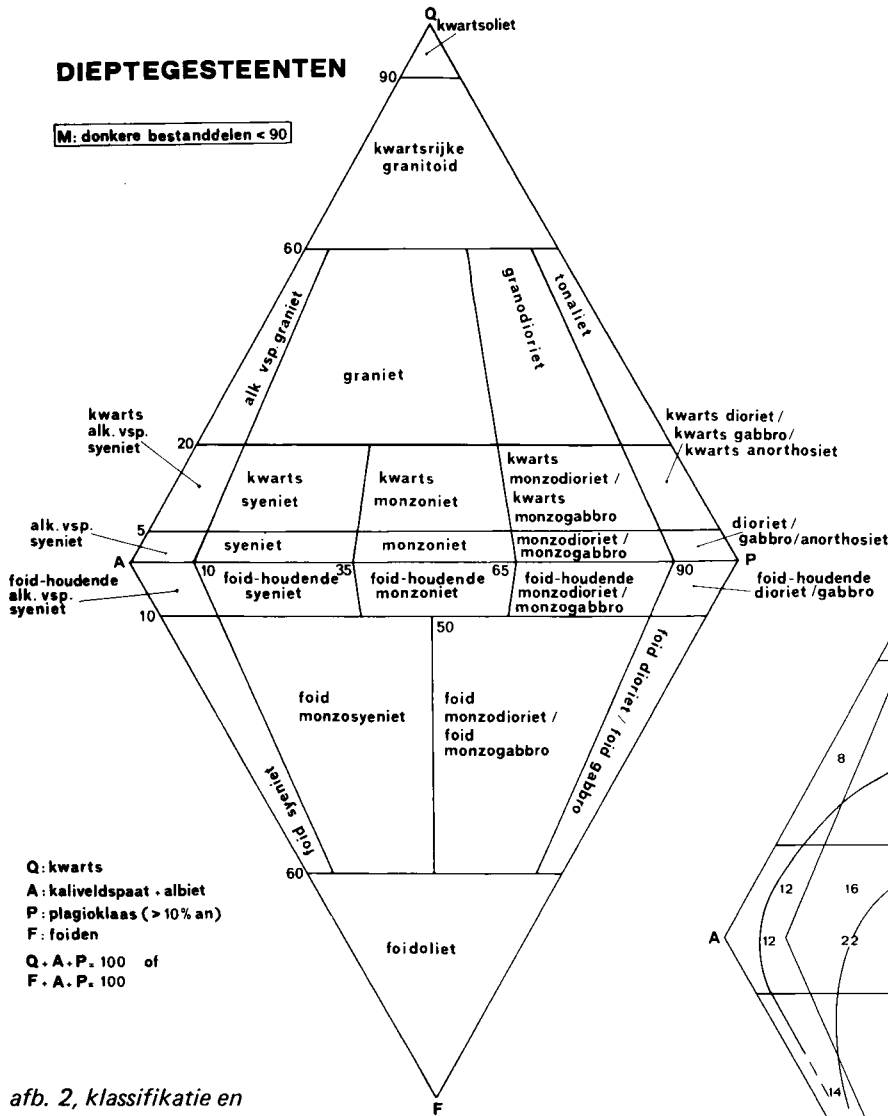 Q
kwartsoliet
DIEPTEGESTEENTEN
90
M: donkere bestanddelen < 90
kwartsrijke
granitoid
60
alk. vsp. graniet
graniet
granodioriet
tonaliet
kwarts
alk. vsp.
syeniet
20
kwarts dioriet /
kwarts gabbro/
kwarts anorthosiet
kwarts
syeniet
kwarts
monzoniet
kwarts
monzodioriet /
kwarts
monzogabbro
alk. vsp.
syeniet
5
syeniet
monzoniet
monzodioriet/
monzogabbro
dioriet/
gabbro/anorthosiet
A
P
10
35
65
90
foid-houdende
alk. vsp.
syeniet
foid-houdende
syeniet
foid-houdende
monzoniet
foid-houdende
monzodioriet/
monzogabbro
foid-houdende
dioriet /gabbro
10
50
foid
monzosyeniet
foid
monzodioriet /
foid
monzogabbro
foid dioriet / foid gabbro
foid syeniet
60
Q: kwarts
A: kaliveldspaat + albiet
P: plagioklaas (> 10% an)
F: foiden
Q + A + P = 100 of
F + A + P = 100
foidoliet
F
8
12
16
A
12
22
14
afb. 2, klassifikatie en